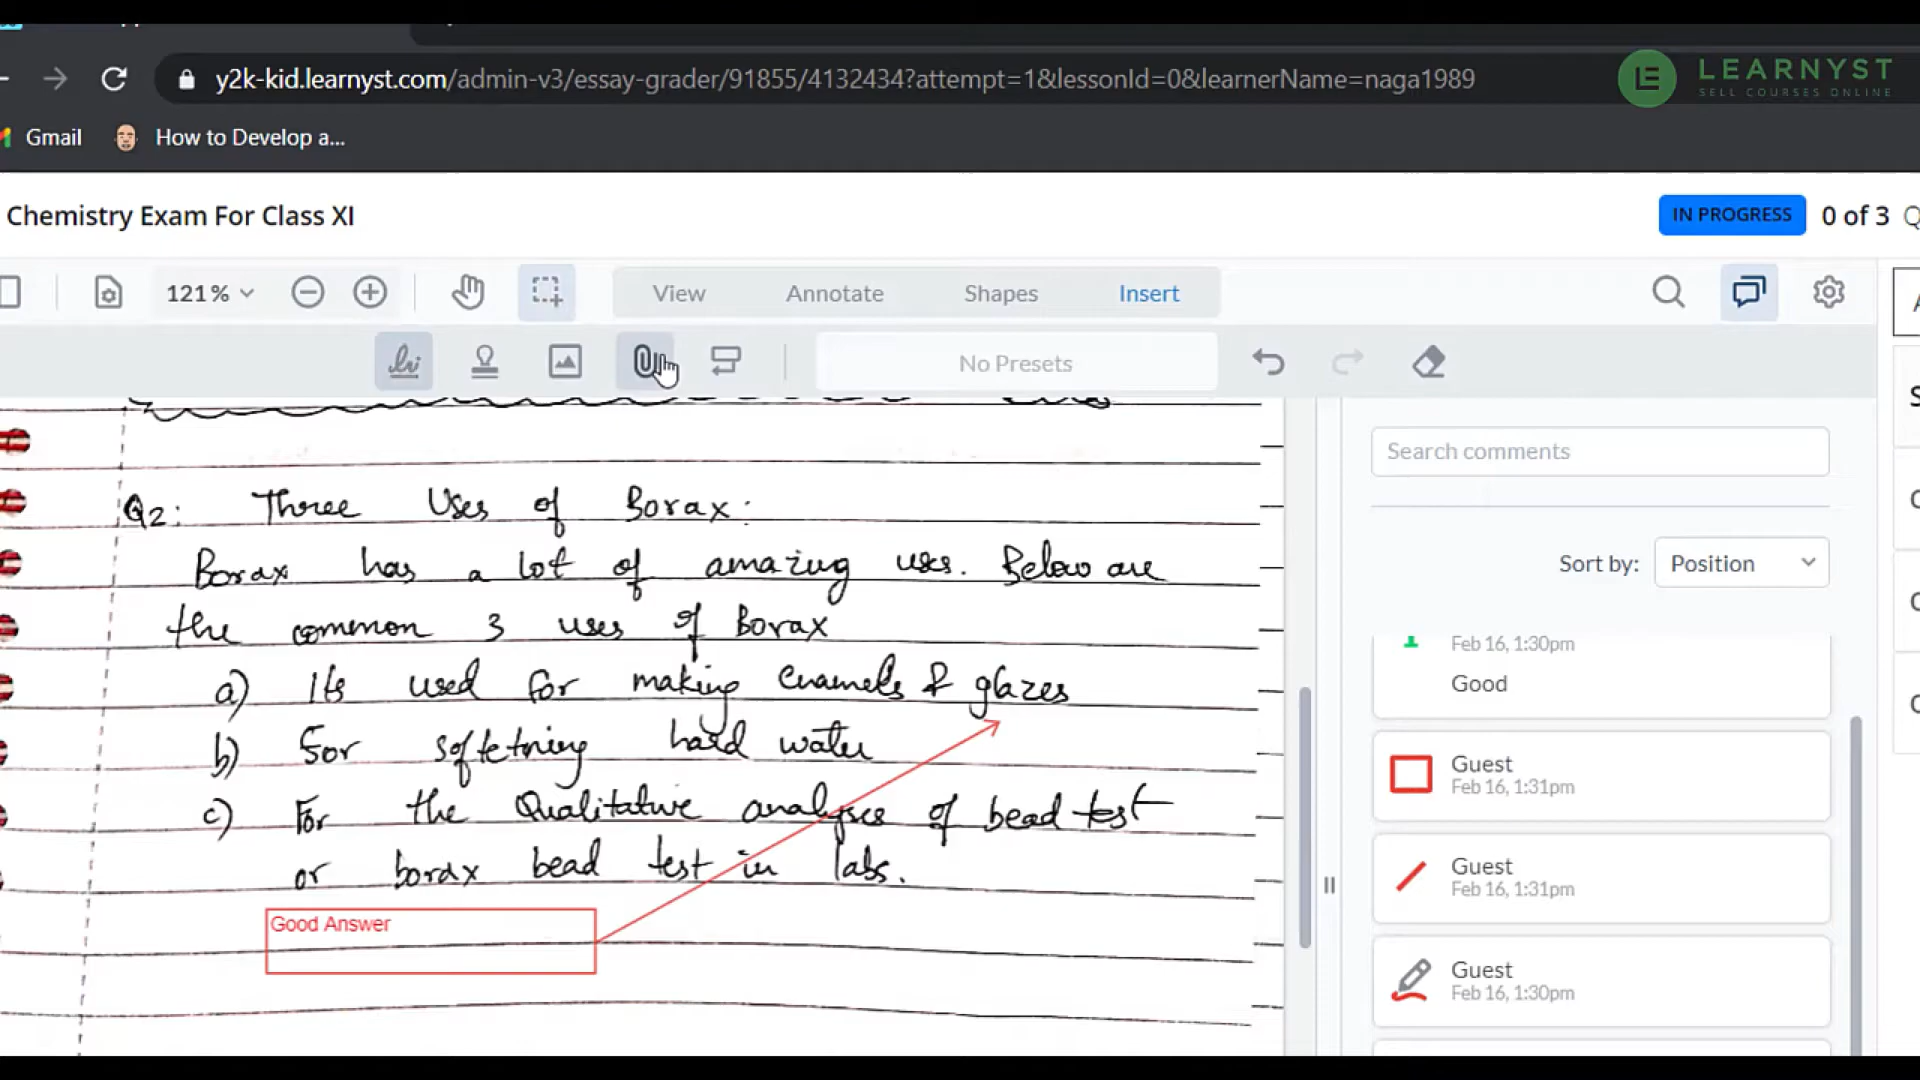 y2k-kid.learnyst.com/admin-v3/essay-grader/91855/4132434?attempt=1&lessonId=0&learnerName=naga1989
LEARNYST
SELL COURSES ONLINE
Gmail
How to Develop a...
Chemistry Exam For Class XI
IN PROGRESS
0 of 3
121%
View
Annotate
Shapes
Insert
No Presets
Search comments
Sort by:
Position
Q2: Three Uses of Borax:
Borax has a lot of amazing uses. Below are
the common 3 uses of Borax
a) Its used for making enamels & glazes
b) For softetning hard water
c) For the Qualitative analyses of bead test
or borax bead test in labs.
Good Answer
Feb 16, 1:30pm
Good
Guest
Feb 16, 1:31pm
Guest
Feb 16, 1:31pm
Guest
Feb 16, 1:30pm